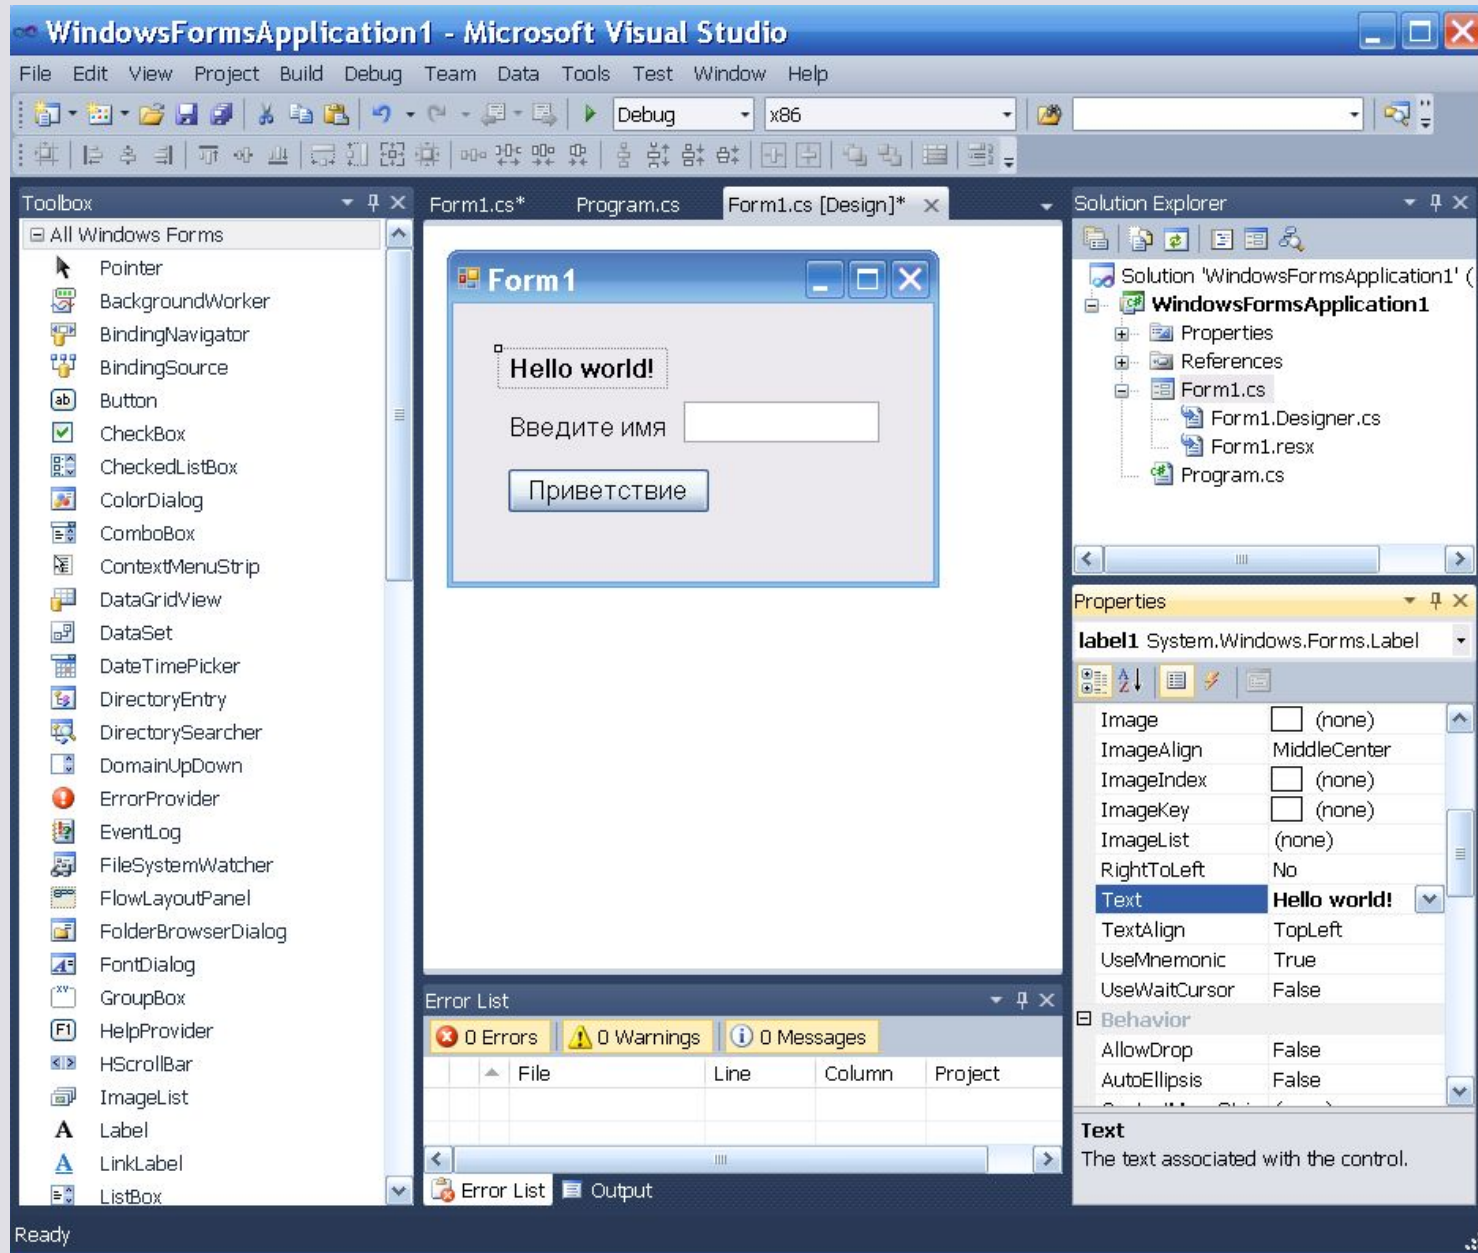 WindowsFormsApplication1 - Microsoft Visual Studio
File Edit View Project Build Debug Team Data Tools Test Window Help
Debug x86
Toolbox
All Windows Forms
Pointer
BackgroundWorker
BindingNavigator
BindingSource
Button
CheckBox
CheckedListBox
ColorDialog
ComboBox
ContextMenuStrip
DataGridView
DataSet
DateTimePicker
DirectoryEntry
DirectorySearcher
DomainUpDown
ErrorProvider
EventLog
FileSystemWatcher
FlowLayoutPanel
FolderBrowserDialog
FontDialog
GroupBox
HelpProvider
HScrollBar
ImageList
Label
LinkLabel
ListBox
Form1.cs* Program.cs Form1.cs [Design]*
Form1
Hello world!
Введите имя
Приветствие
Error List
0 Errors 0 Warnings 0 Messages
File Line Column Project
Error List Output
Solution Explorer
Solution 'WindowsFormsApplication1' (
WindowsFormsApplication1
Properties
References
Form1.cs
Form1.Designer.cs
Form1.resx
Program.cs
Properties
label1 System.Windows.Forms.Label
Image (none)
ImageAlign MiddleCenter
ImageIndex (none)
ImageKey (none)
ImageList (none)
RightToLeft No
Text Hello world!
TextAlign TopLeft
UseMnemonic True
UseWaitCursor False
Behavior
AllowDrop False
AutoEllipsis False
Text
The text associated with the control.
Ready